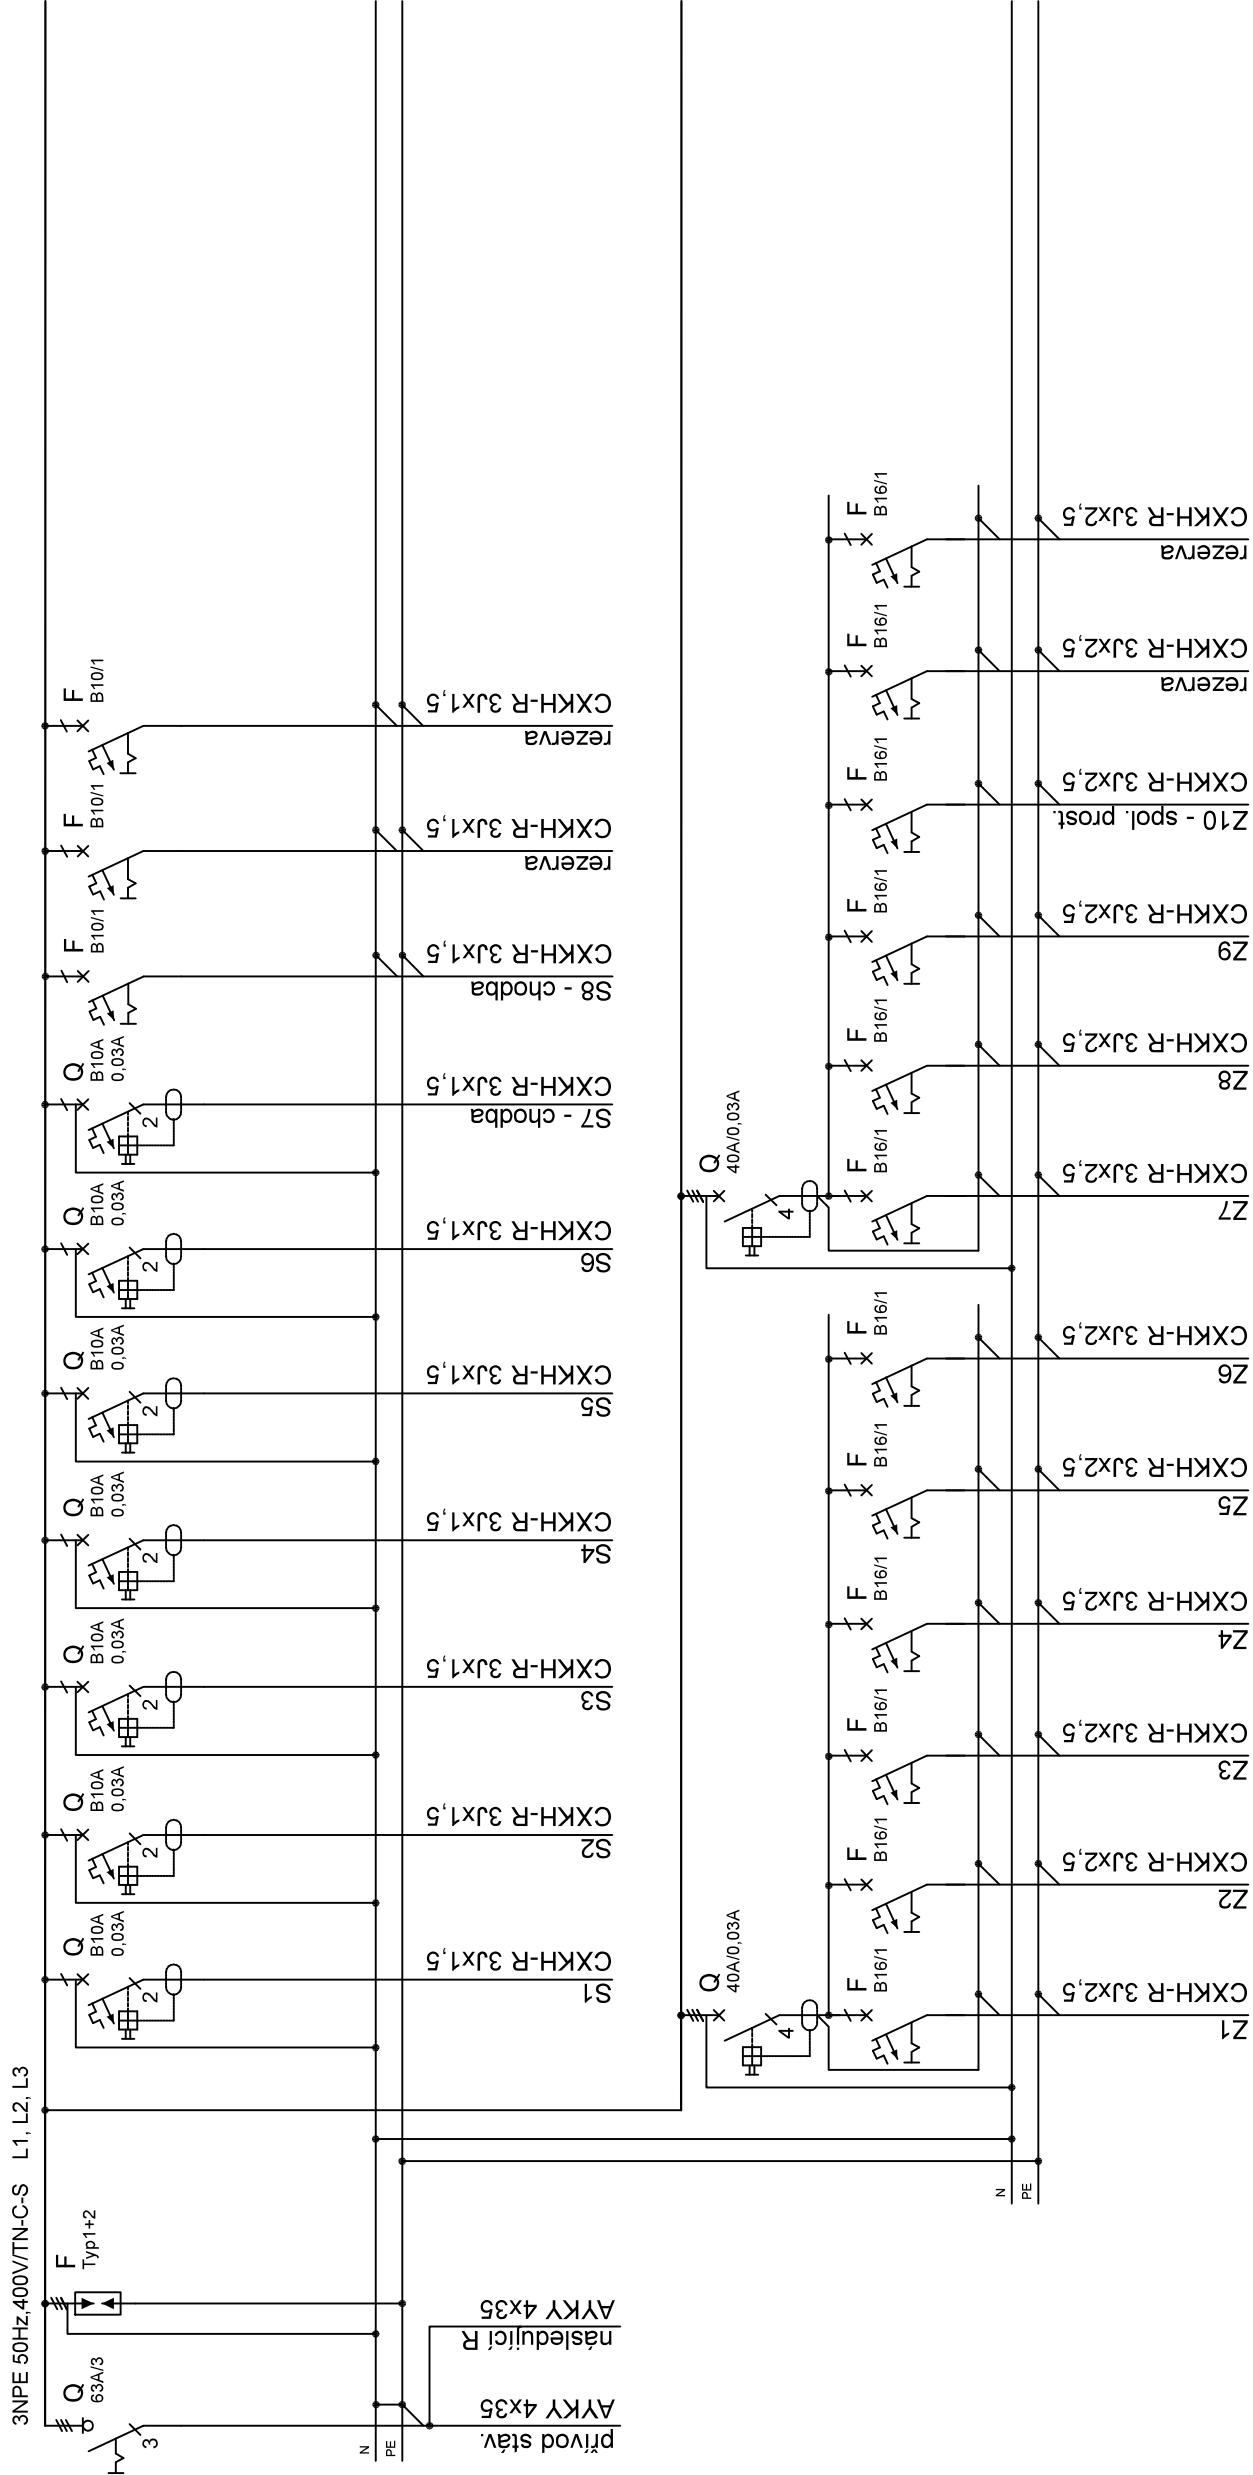 3NPE 50Hz,400V/TN-C-S L1, L2, L3
Q
63A/3
3
přívod stáv.
AYKY 4x35
následující R
AYKY 4x35
F
Typ1+2
N
PE
Q
B10A
0,03A
2
S1
CXKH-R 3Jx1,5
Q
B10A
0,03A
2
S2
CXKH-R 3Jx1,5
Q
B10A
0,03A
2
S3
CXKH-R 3Jx1,5
Q
B10A
0,03A
2
S4
CXKH-R 3Jx1,5
Q
B10A
0,03A
2
S5
CXKH-R 3Jx1,5
Q
B10A
0,03A
2
S6
CXKH-R 3Jx1,5
Q
B10A
0,03A
2
S7 - chodba
CXKH-R 3Jx1,5
F
B10/1
S8 - chodba
CXKH-R 3Jx1,5
F
B10/1
rezerva
CXKH-R 3Jx1,5
F
B10/1
rezerva
CXKH-R 3Jx1,5
N
PE
Q
40A/0,03A
4
F
B16/1
Z1
CXKH-R 3Jx2,5
F
B16/1
Z2
CXKH-R 3Jx2,5
F
B16/1
Z3
CXKH-R 3Jx2,5
F
B16/1
Z4
CXKH-R 3Jx2,5
F
B16/1
Z5
CXKH-R 3Jx2,5
F
B16/1
Z6
CXKH-R 3Jx2,5
Q
40A/0,03A
4
F
B16/1
Z7
CXKH-R 3Jx2,5
F
B16/1
Z8
CXKH-R 3Jx2,5
F
B16/1
Z9
CXKH-R 3Jx2,5
F
B16/1
Z10 - spol. prost.
CXKH-R 3Jx2,5
F
B16/1
rezerva
CXKH-R 3Jx2,5
F
B16/1
rezerva
CXKH-R 3Jx2,5